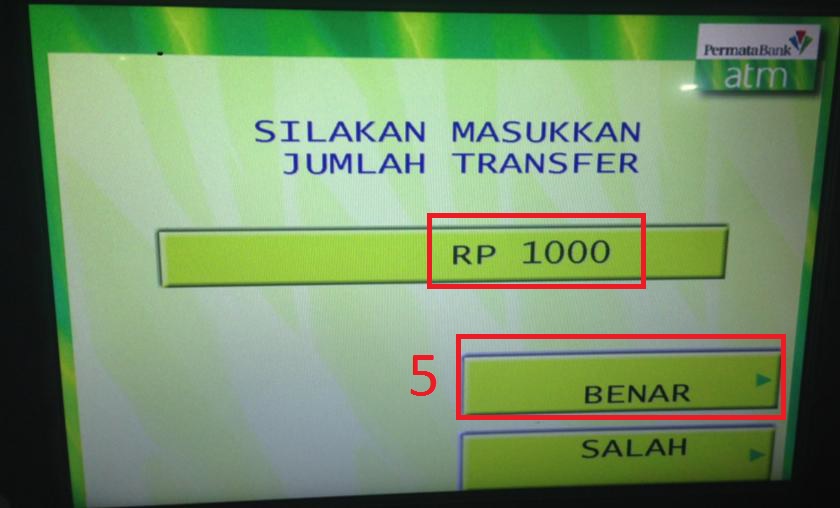 PermataBank
atm
SILAKAN MASUKKAN
JUMLAH TRANSFER
RP 1000
5
BENAR
SALAH